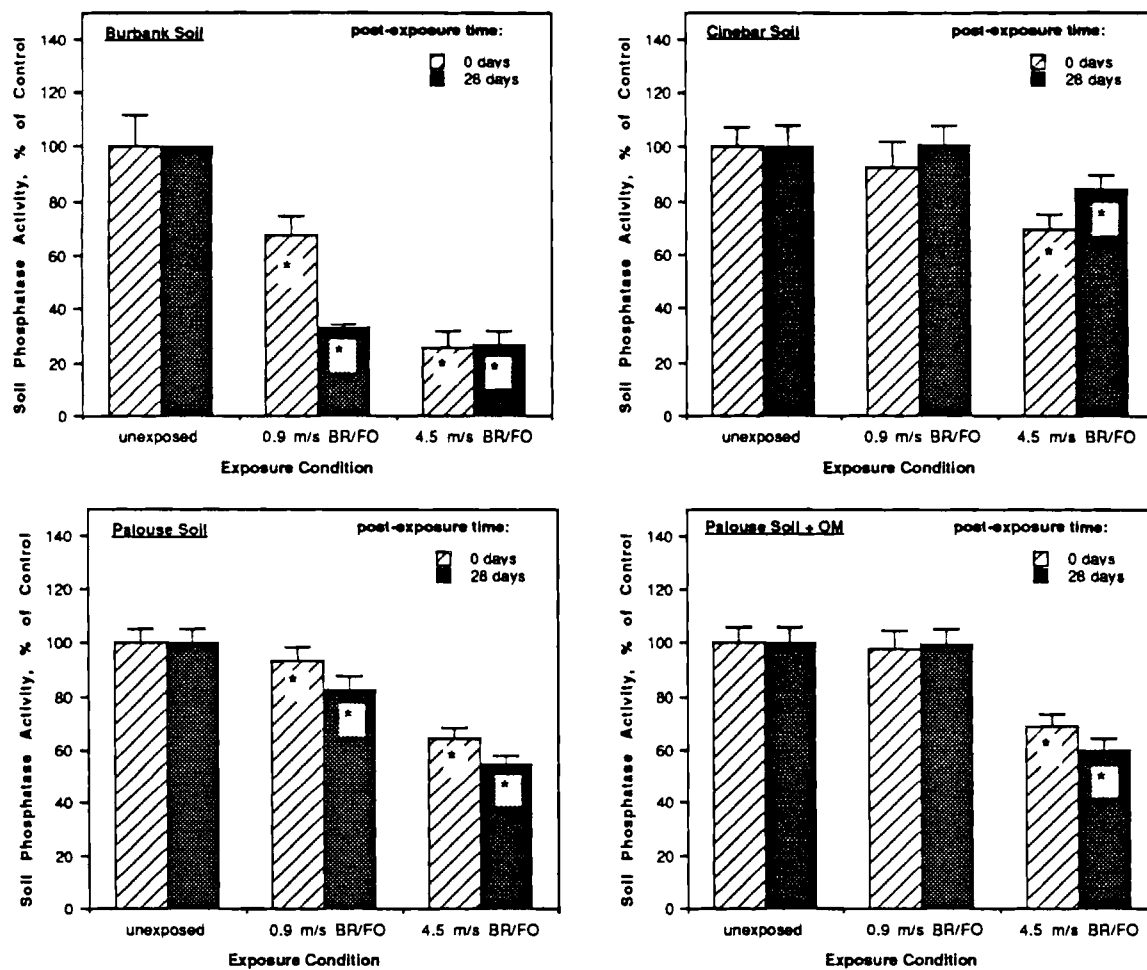 Burbank Soil
post-exposure time:
0 days
28 days
Soil Phosphatase Activity, % of Control
140
120
100
80
60
40
20
0
*
*
*
*
unexposed
0.9 m/s BR/FO
4.5 m/s BR/FO
Exposure Condition
Cinebar Soil
post-exposure time:
0 days
28 days
Soil Phosphatase Activity, % of Control
140
120
100
80
60
40
20
0
*
*
unexposed
0.9 m/s BR/FO
4.5 m/s BR/FO
Exposure Condition
Palouse Soil
post-exposure time:
0 days
28 days
Soil Phosphatase Activity, % of Control
140
120
100
80
60
40
20
0
*
*
*
*
unexposed
0.9 m/s BR/FO
4.5 m/s BR/FO
Exposure Condition
Palouse Soil + OM
post-exposure time:
0 days
28 days
Soil Phosphatase Activity, % of Control
140
120
100
80
60
40
20
0
*
*
unexposed
0.9 m/s BR/FO
4.5 m/s BR/FO
Exposure Condition